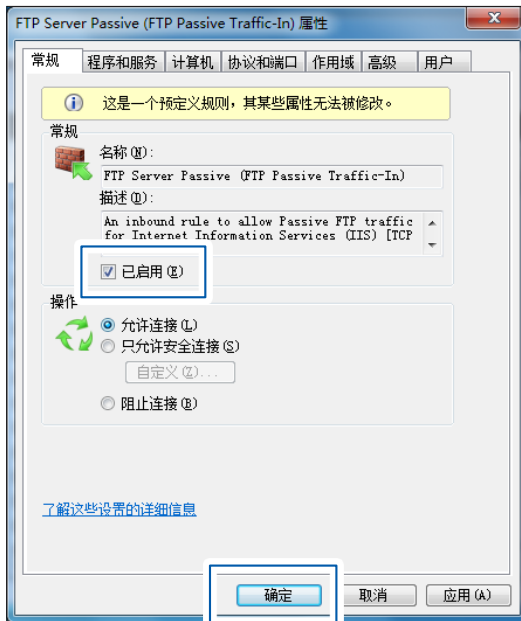 FTP Server Passive (FTP Passive Traffic-In) 属性
常规 程序和服务 计算机 协议和端口 作用域 高级 用户
这是一个预定义规则，其某些属性无法被修改。
常规
名称(N):
FTP Server Passive (FTP Passive Traffic-In)
描述(D):
An inbound rule to allow Passive FTP traffic
for Internet Information Services (IIS) [TCP
已启用(E)
操作
允许连接(L)
只允许安全连接(S)
自定义(Z)...
阻止连接(B)
了解这些设置的详细信息
确定 取消 应用(A)